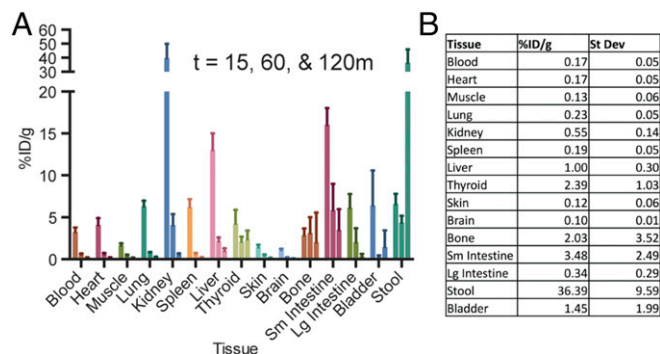 A
t = 15, 60, & 120m
60
50
40
30
20
15
10
5
0
%ID/g
Blood
Heart
Muscle
Lung
Kidney
Spleen
Liver
Thyroid
Skin
Brain
Bone
Sm Intestine
Lg Intestine
Bladder
Stool
Tissue
B
Tissue %ID/g St Dev
Blood 0.17 0.05
Heart 0.17 0.05
Muscle 0.13 0.06
Lung 0.23 0.05
Kidney 0.55 0.14
Spleen 0.19 0.05
Liver 1.00 0.30
Thyroid 2.39 1.03
Skin 0.12 0.06
Brain 0.10 0.01
Bone 2.03 3.52
Sm Intestine 3.48 2.49
Lg Intestine 0.34 0.29
Stool 36.39 9.59
Bladder 1.45 1.99